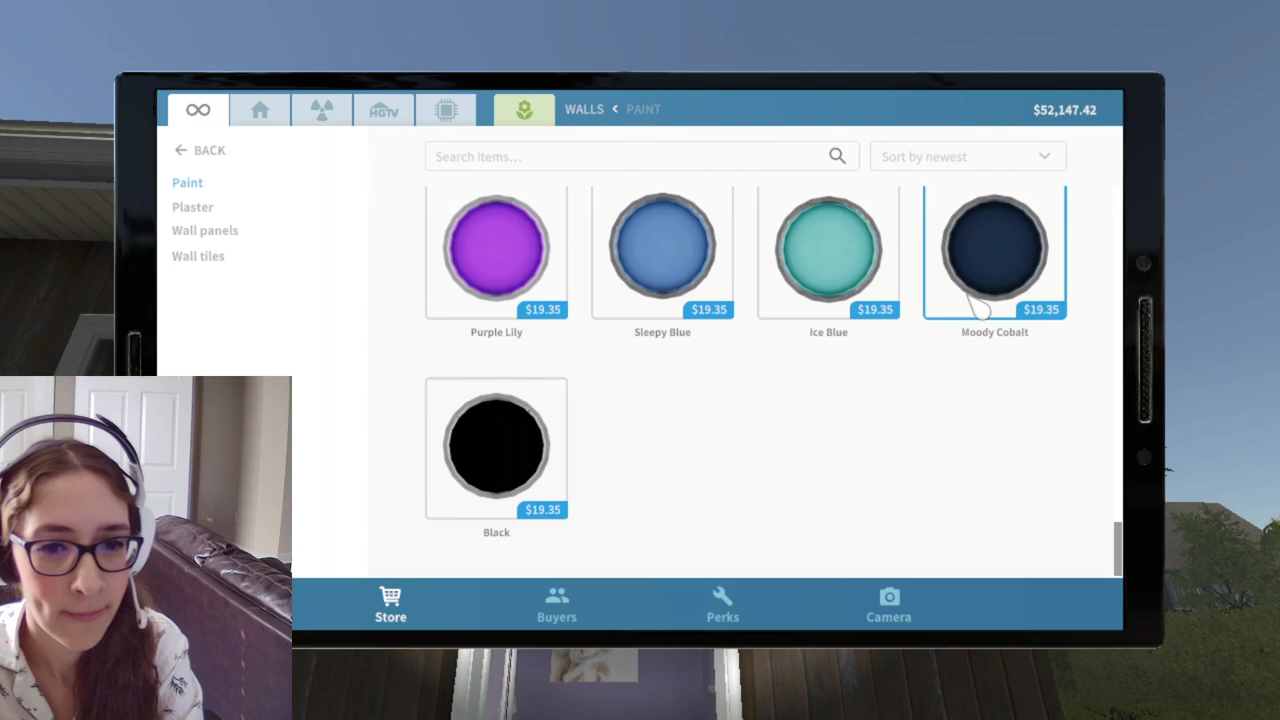 HGTV
WALLS < PAINT
$52,147.42
BACK
Search items...
Sort by newest
Paint
Plaster
Wall panels
Wall tiles
$19.35
$19.35
$19.35
$19.35
Purple Lily
Sleepy Blue
Ice Blue
Moody Cobalt
$19.35
Black
Store
Buyers
Perks
Camera